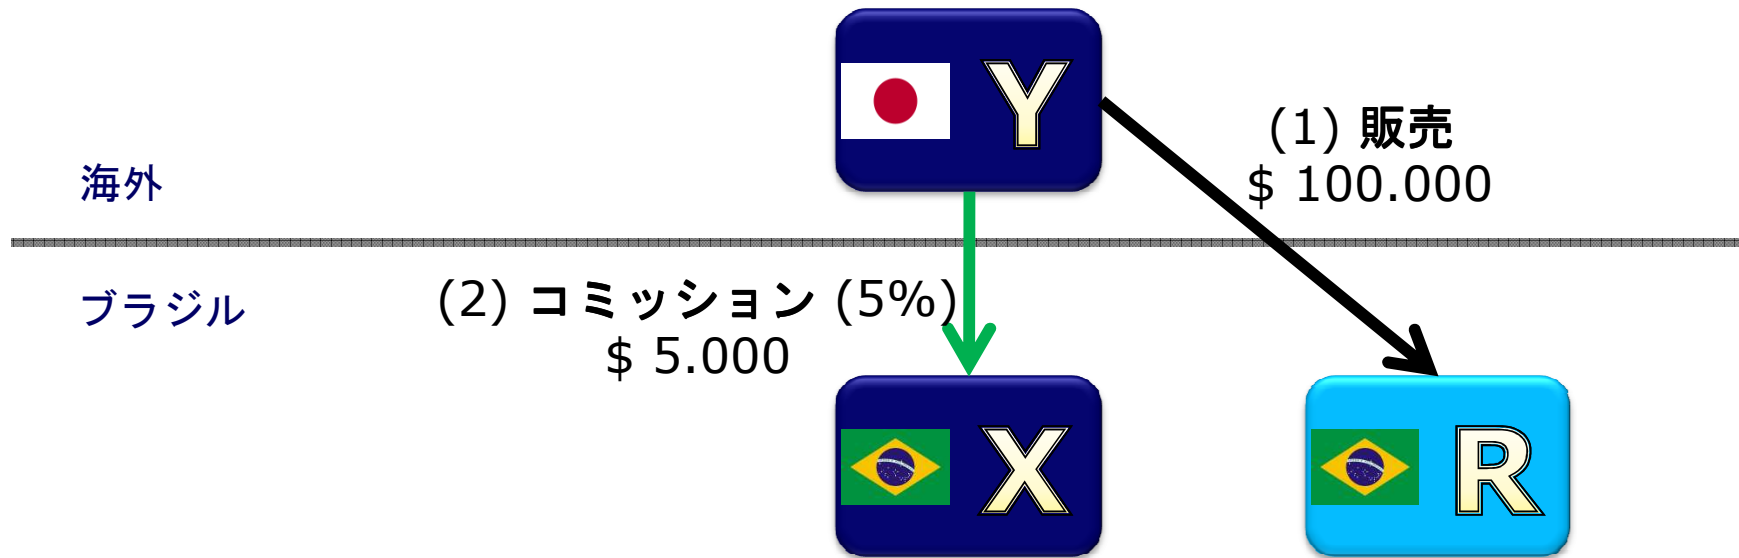 Y
(1) 販売
$ 100.000
海外
ブラジル
(2) コミッション (5%)
$ 5.000
X
R